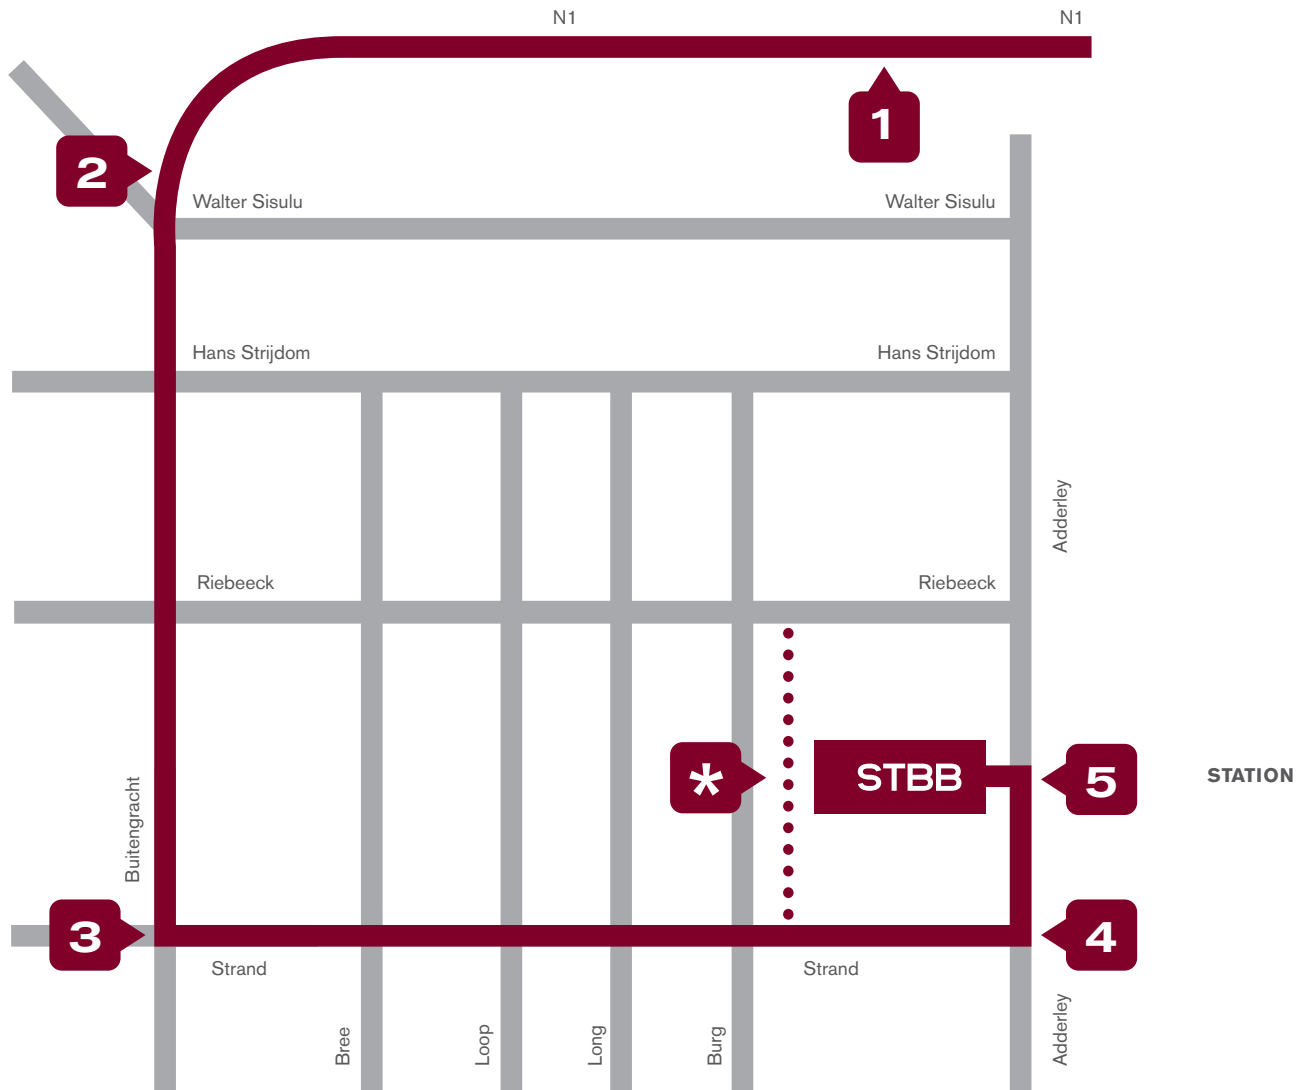 N1
N1
1
2
Walter Sisulu
Walter Sisulu
Hans Strijdom
Hans Strijdom
Adderley
Riebeeck
Riebeeck
*
STBB
5
STATION
Buitengracht
3
4
Strand
Strand
Bree
Loop
Long
Burg
Adderley